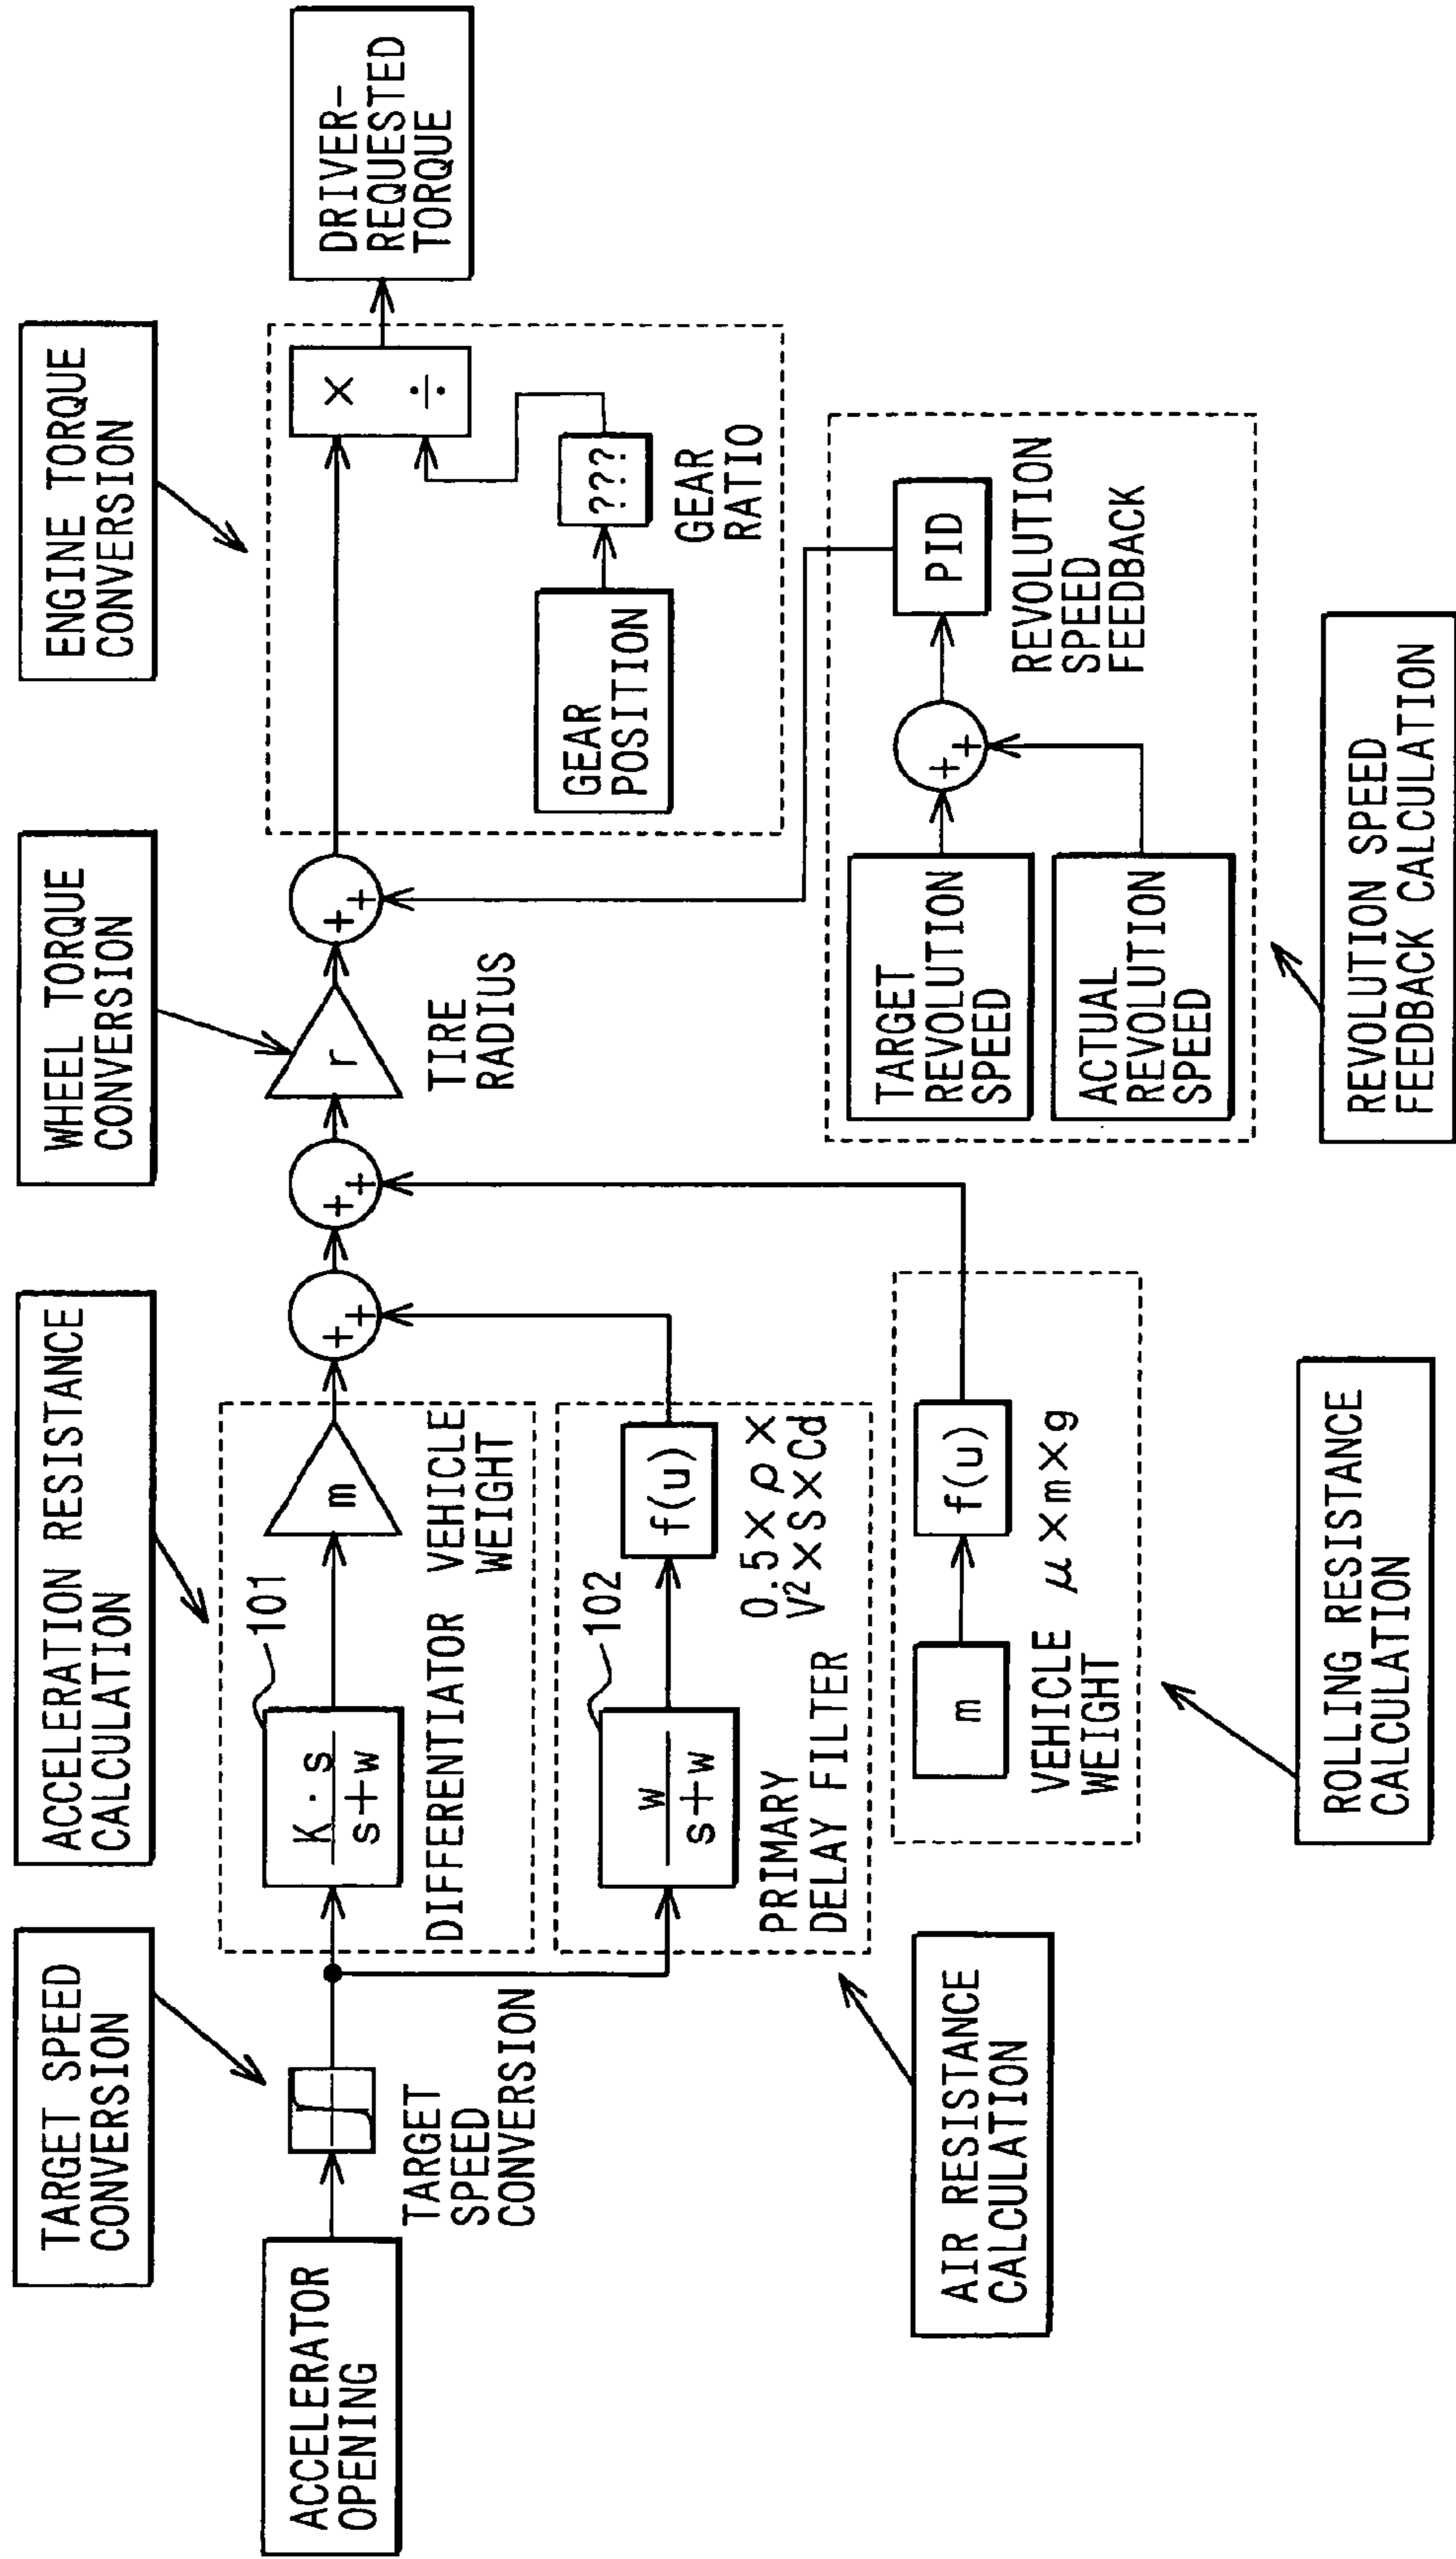 TARGET SPEED
CONVERSION
ACCELERATION RESISTANCE
CALCULATION
WHEEL TORQUE
CONVERSION
ENGINE TORQUE
CONVERSION
ACCELERATOR
OPENING
TARGET
SPEED
CONVERSION
101
K · s
s+w
DIFFERENTIATOR
m
VEHICLE
WEIGHT
+
+
+
+
r
TIRE
RADIUS
+
+
×
÷
DRIVER-
REQUESTED
TORQUE
GEAR
POSITION
???
GEAR
RATIO
102
w
s+w
PRIMARY
DELAY FILTER
f(u)
0.5×ρ×
V²×S×Cd
m
VEHICLE
WEIGHT
f(u)
μ×m×g
TARGET
REVOLUTION
SPEED
ACTUAL
REVOLUTION
SPEED
+
+
PID
REVOLUTION
SPEED
FEEDBACK
AIR RESISTANCE
CALCULATION
ROLLING RESISTANCE
CALCULATION
REVOLUTION SPEED
FEEDBACK CALCULATION